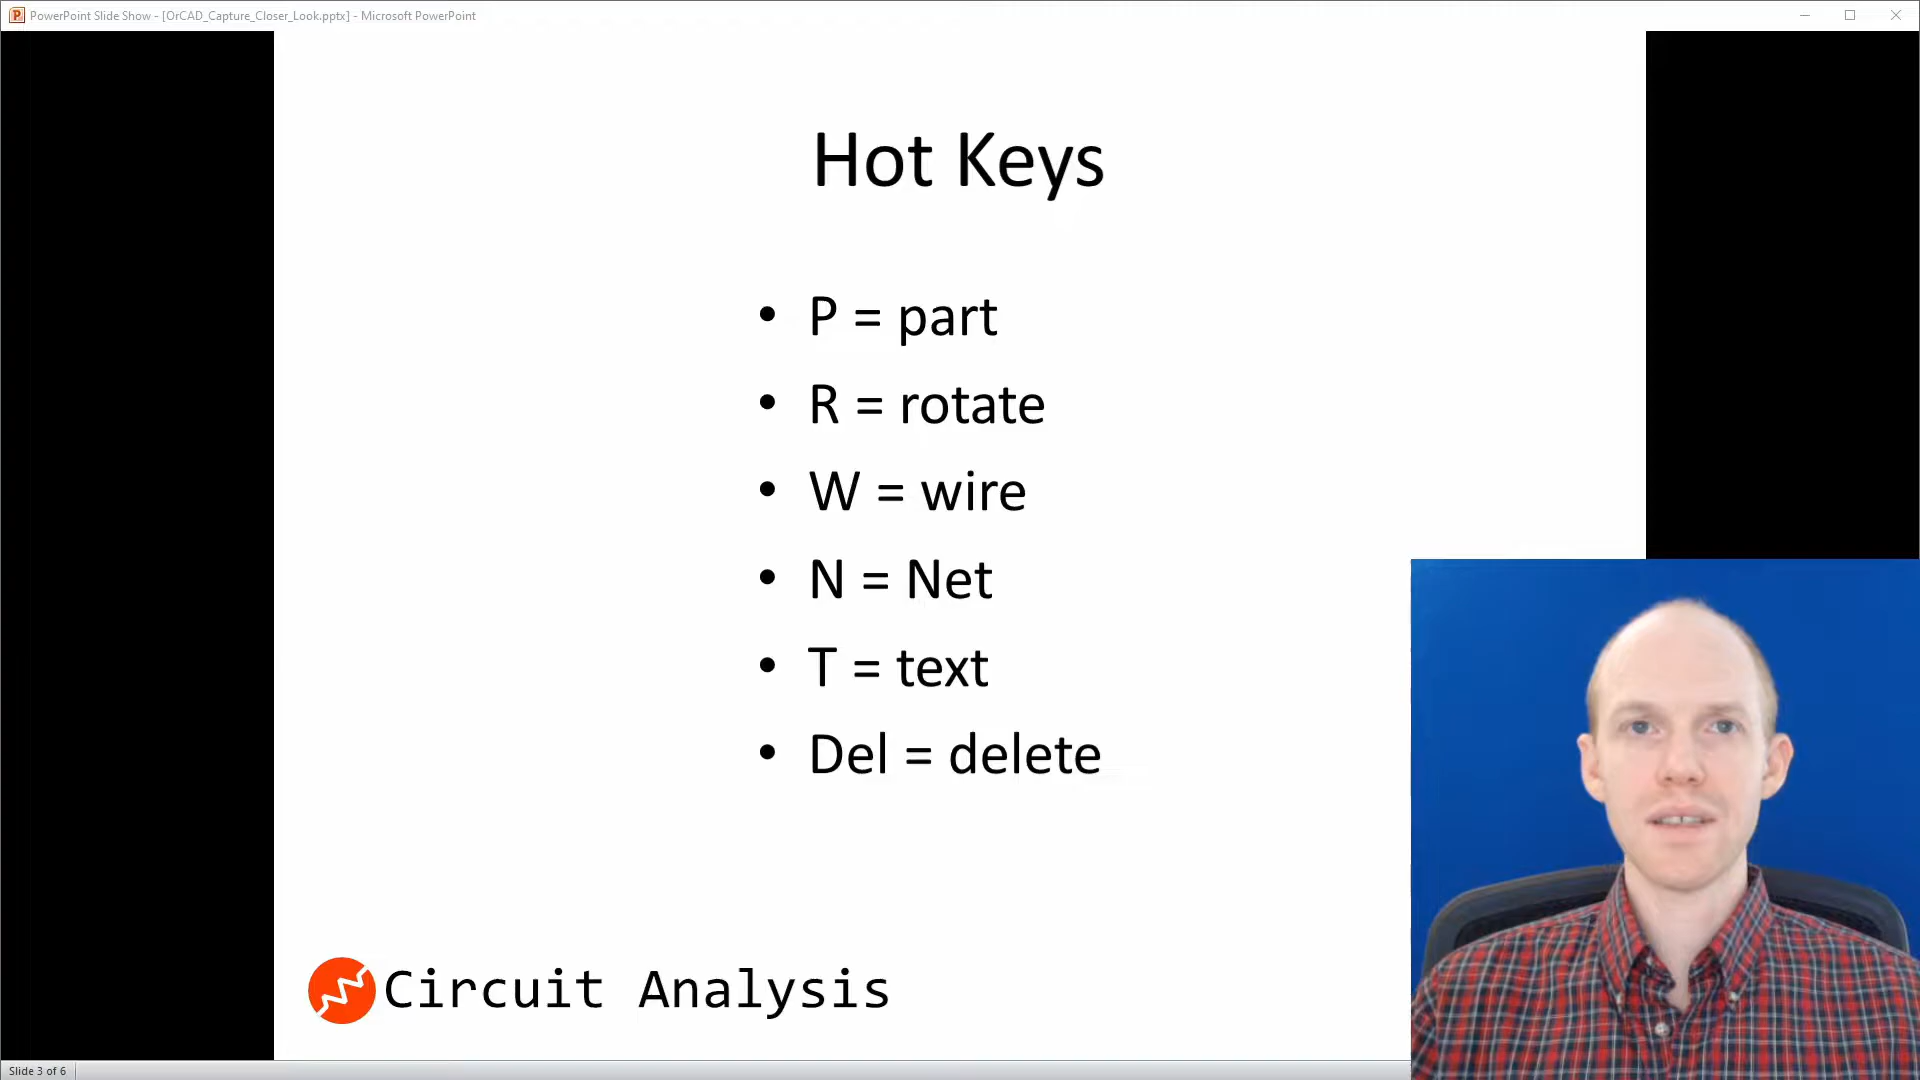 PowerPoint Slide Show - [OrCAD_Capture_Closer_Look.pptx] - Microsoft PowerPoint
Hot Keys
• P = part
• R = rotate
• W = wire
• N = Net
• T = text
• Del = delete
Circuit Analysis
Slide 3 of 6